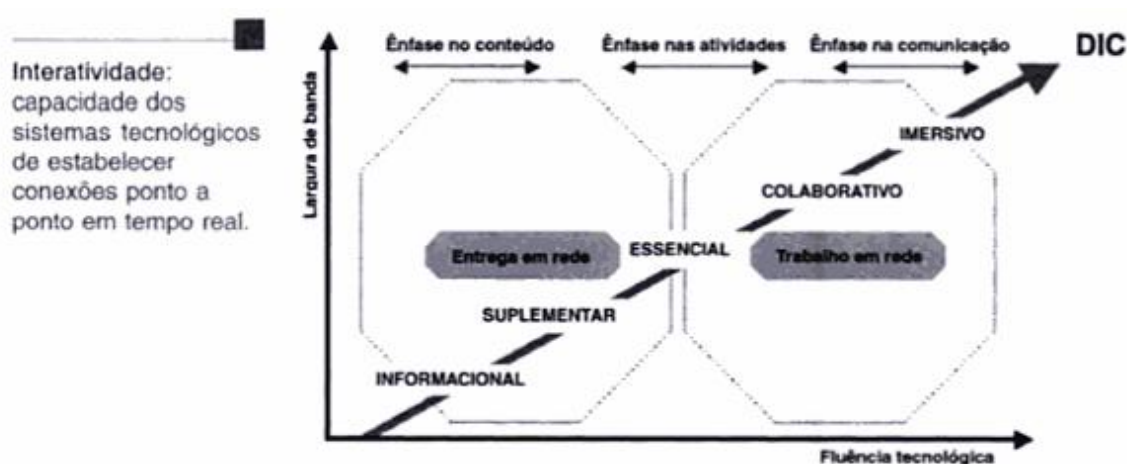 Interatividade:
capacidade dos
sistemas tecnológicos
de estabelecer
conexões ponto a
ponto em tempo real.
Ênfase no conteúdo
Ênfase nas atividades
Ênfase na comunicação
DIC
Largura de banda
IMERSIVO
COLABORATIVO
ESSENCIAL
Entrega em rede
Trabalho em rede
SUPLEMENTAR
INFORMACIONAL
Fluência tecnológica